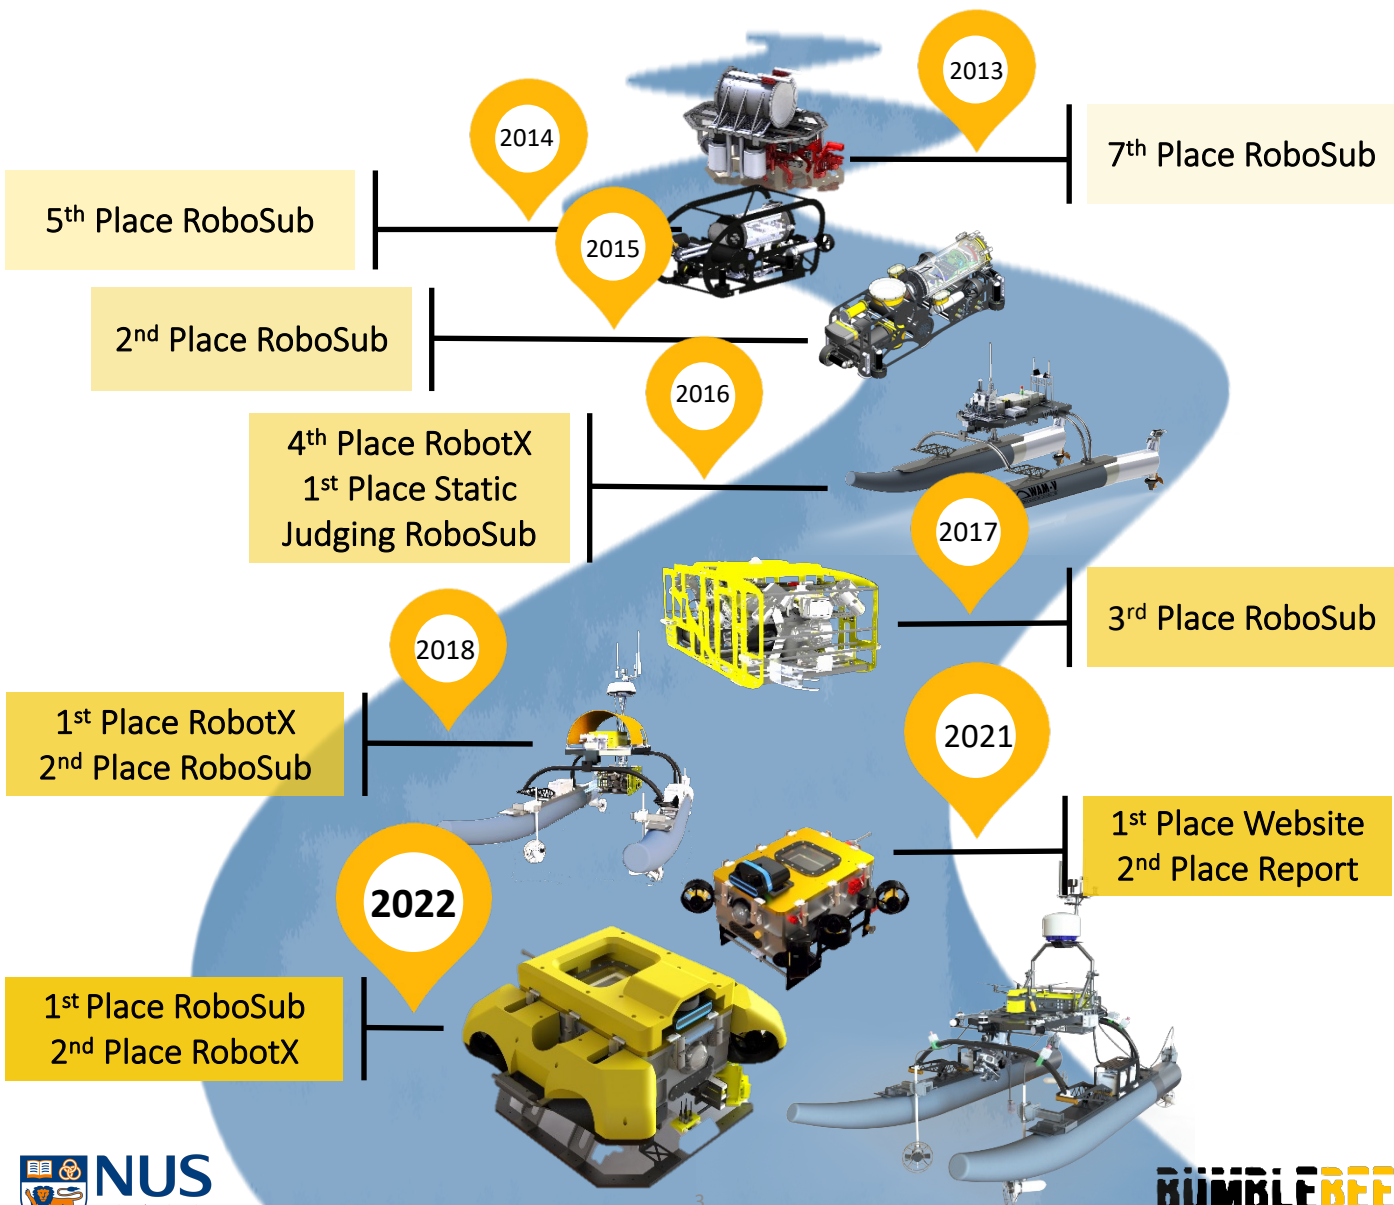 2013
7th Place RoboSub
2014
5th Place RoboSub
2015
2nd Place RoboSub
2016
4th Place RobotX
1st Place Static
Judging RoboSub
WAM-V
2017
3rd Place RoboSub
2018
1st Place RobotX
2nd Place RoboSub
2021
1st Place Website
2nd Place Report
2022
1st Place RoboSub
2nd Place RobotX
NUS
3
BUMBLEBEE